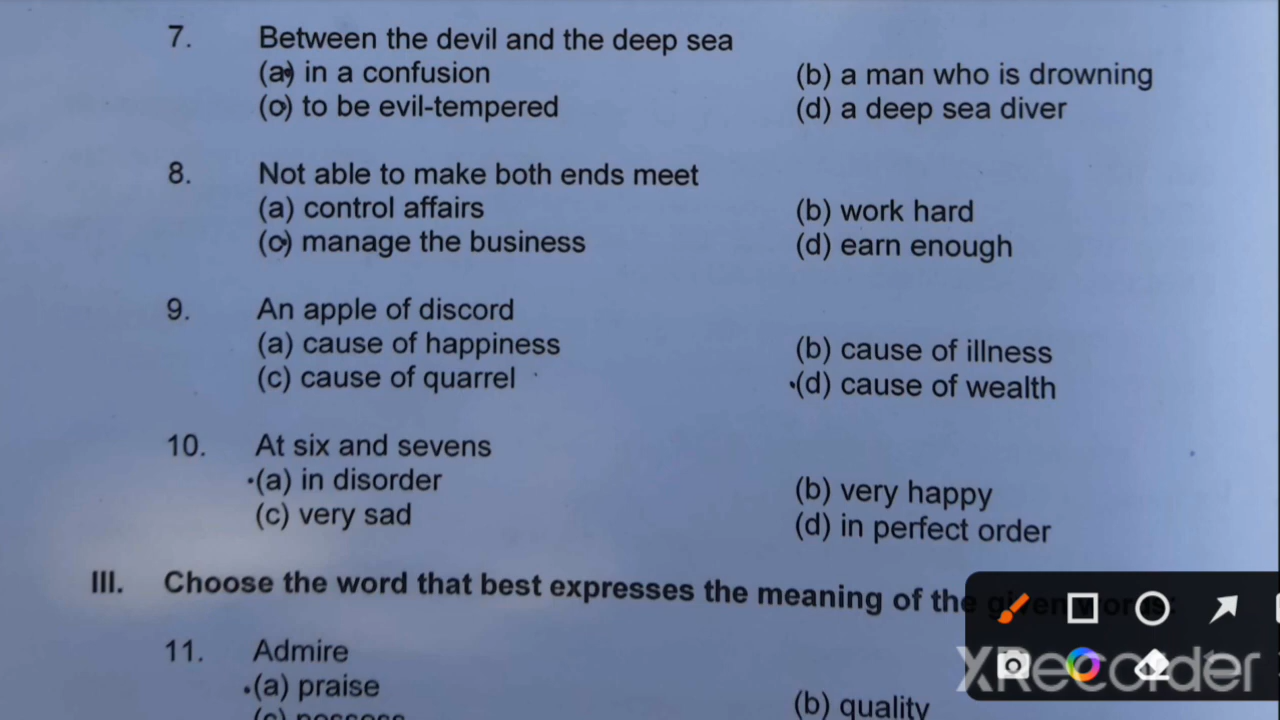 7. Between the devil and the deep sea
(a) in a confusion (b) a man who is drowning
(c) to be evil-tempered (d) a deep sea diver
8. Not able to make both ends meet
(a) control affairs (b) work hard
(c) manage the business (d) earn enough
9. An apple of discord
(a) cause of happiness (b) cause of illness
(c) cause of quarrel (d) cause of wealth
10. At six and sevens
(a) in disorder (b) very happy
(c) very sad (d) in perfect order
III. Choose the word that best expresses the meaning of the given words:
11. Admire
(a) praise (b) quality
(c) possess
XRecorder